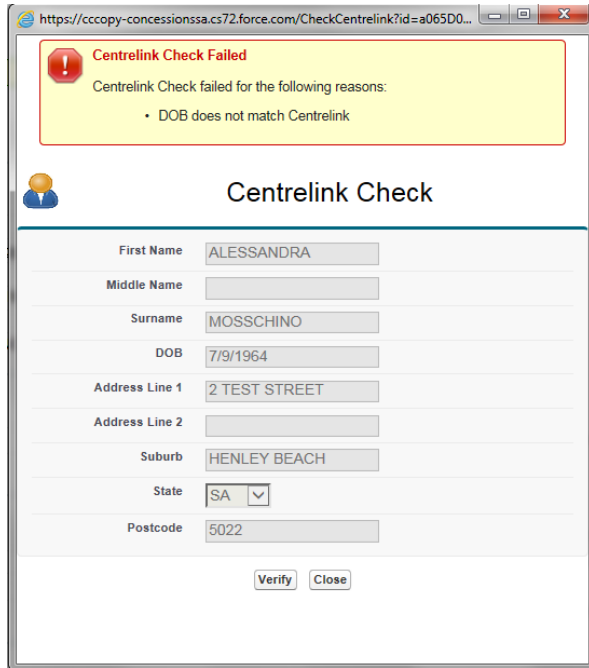 https://cccopy-concessionssa.cs72.force.com/CheckCentrelink?id=a065D0...
Centrelink Check Failed
Centrelink Check failed for the following reasons:
• DOB does not match Centrelink
Centrelink Check
First Name ALESSANDRA
Middle Name
Surname MOSSCHINO
DOB 7/9/1964
Address Line 1 2 TEST STREET
Address Line 2
Suburb HENLEY BEACH
State SA
Postcode 5022
Verify Close